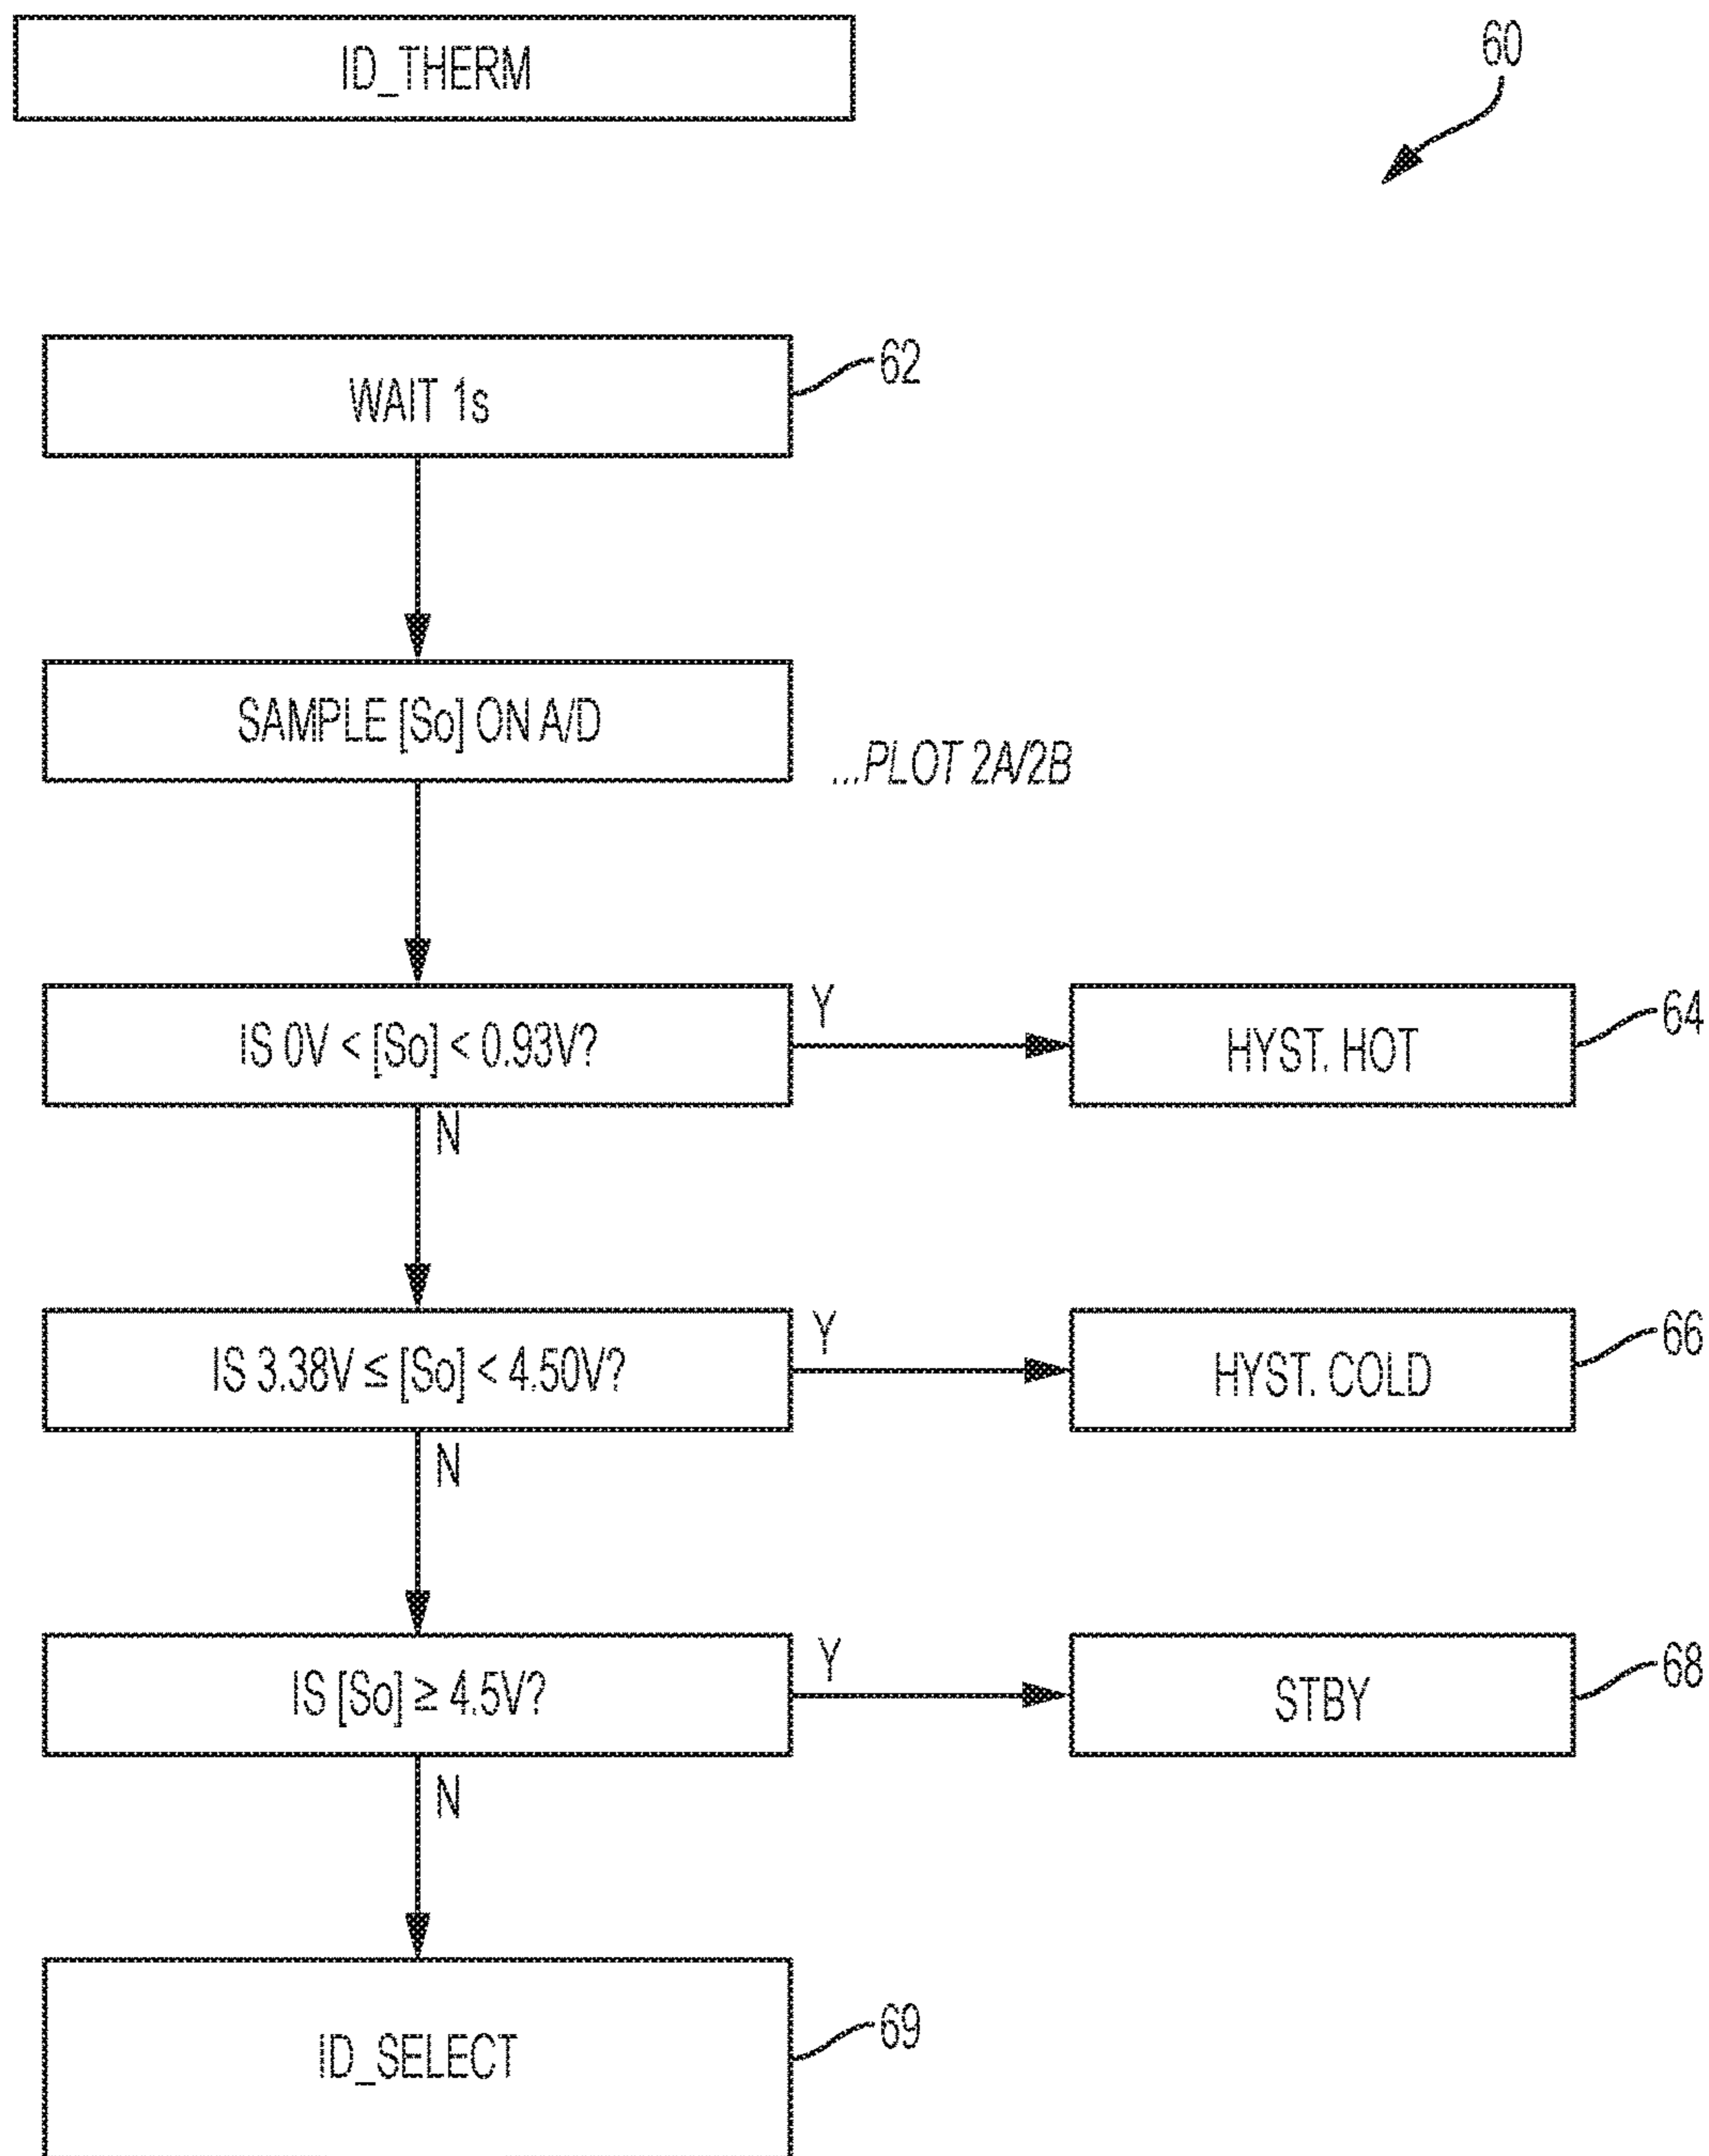 ID_THERM
60
WAIT 1s
62
SAMPLE [So] ON A/D
...PLOT 2A/2B
IS 0V < [So] < 0.93V?
Y
HYST. HOT
64
N
IS 3.38V ≤ [So] < 4.50V?
Y
HYST. COLD
66
N
IS [So] ≥ 4.5V?
Y
STBY
68
N
ID_SELECT
69